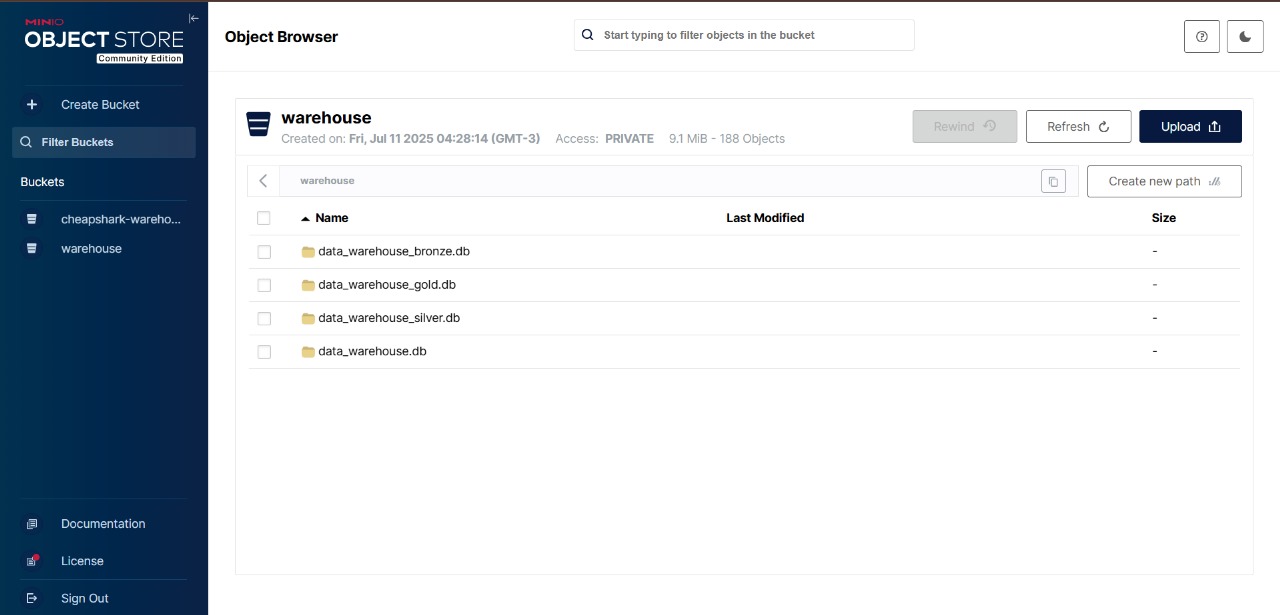 MINIO
OBJECT STORE
Community Edition
Create Bucket
Filter Buckets
Buckets
cheapshark-wareho...
warehouse
Documentation
License
Sign Out
Object Browser
Start typing to filter objects in the bucket
warehouse
Created on: Fri, Jul 11 2025 04:28:14 (GMT-3) Access: PRIVATE 9.1 MiB - 188 Objects
Rewind Refresh Upload
warehouse
Create new path
Name Last Modified Size
data_warehouse_bronze.db -
data_warehouse_gold.db -
data_warehouse_silver.db -
data_warehouse.db -